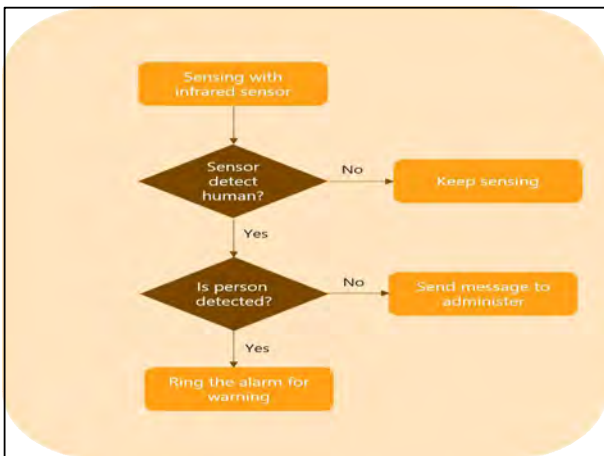 Sensing with
infrared sensor
Sensor
detect
human?
No
Keep sensing
Yes
Is person
detected?
No
Send message to
administer
Yes
Ring the alarm for
warning